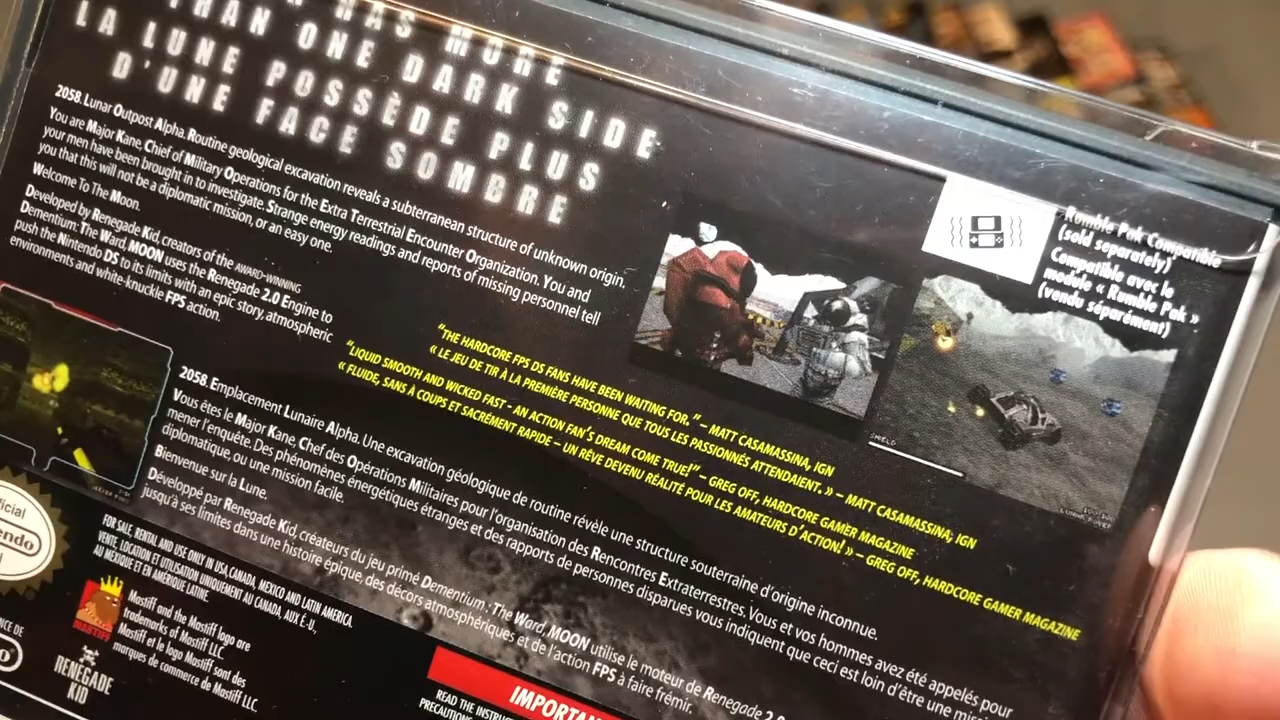 HAS MORE
THAN ONE DARK SIDE
LA LUNE POSSÈDE PLUS
D'UNE FACE SOMBRE
2058. Lunar Outpost Alpha. Routine geological excavation reveals a subterranean structure of unknown origin.
You are Major Kane, Chief of Military Operations for the Extra Terrestrial Encounter Organization. You and
your men have been brought in to investigate. Strange energy readings and reports of missing personnel tell
you that this will not be a diplomatic mission, or an easy one.
Welcome To The Moon.
Developed by Renegade Kid, creators of the AWARD-WINNING
Dementium: The Ward, MOON uses the Renegade 2.0 Engine to
push the Nintendo DS to its limits with an epic story, atmospheric
environments and white-knuckle FPS action.
Rumble Pak Compatible
(sold separately)
Compatible avec le
modèle « Rumble Pak »
(vendu séparément)
"THE HARDCORE FPS DS FANS HAVE BEEN WAITING FOR." – MATT CASAMASSINA, IGN
« LE JEU DE TIR À LA PREMIÈRE PERSONNE QUE TOUS LES PASSIONNÉS ATTENDAIENT. » – MATT CASAMASSINA, IGN
"LIQUID SMOOTH AND WICKED FAST - AN ACTION FAN'S DREAM COME TRUE!" – GREG OFF, HARDCORE GAMER MAGAZINE
« FLUIDE, SANS À COUPS ET SACRÉMENT RAPIDE – UN RÊVE DEVENU RÉALITÉ POUR LES AMATEURS D'ACTION! » – GREG OFF, HARDCORE GAMER MAGAZINE
SHIELD
2058. Emplacement Lunaire Alpha. Une excavation géologique de routine révèle une structure souterraine d'origine inconnue.
Vous êtes le Major Kane, Chef des Opérations Militaires pour l'organisation des Rencontres Extraterrestres. Vous et vos hommes avez été appelés pour
mener l'enquête. Des phénomènes énergétiques étranges et des rapports de personnes disparues vous indiquent que ceci est loin d'être une
diplomatique, ou une mission facile.
Bienvenue sur la Lune.
Développé par Renegade Kid, créateurs du jeu primé Dementium: The Ward, MOON utilise le moteur de Renegade 2.0
jusqu'à ses limites dans une histoire épique, des décors atmosphériques et de l'action FPS à faire frémir.
FOR SALE, RENTAL AND USE ONLY IN USA, CANADA, MEXICO AND LATIN AMERICA.
VENTE, LOCATION ET UTILISATION UNIQUEMENT AU CANADA, AUX É.-U.,
AU MEXIQUE ET EN AMÉRIQUE LATINE.
MASTIFF
Mastiff and the Mastiff logo are
trademarks of Mastiff LLC.
Mastiff et le logo Mastiff sont des
marques de commerce de Mastiff LLC.
RENEGADE
KID
READ THE